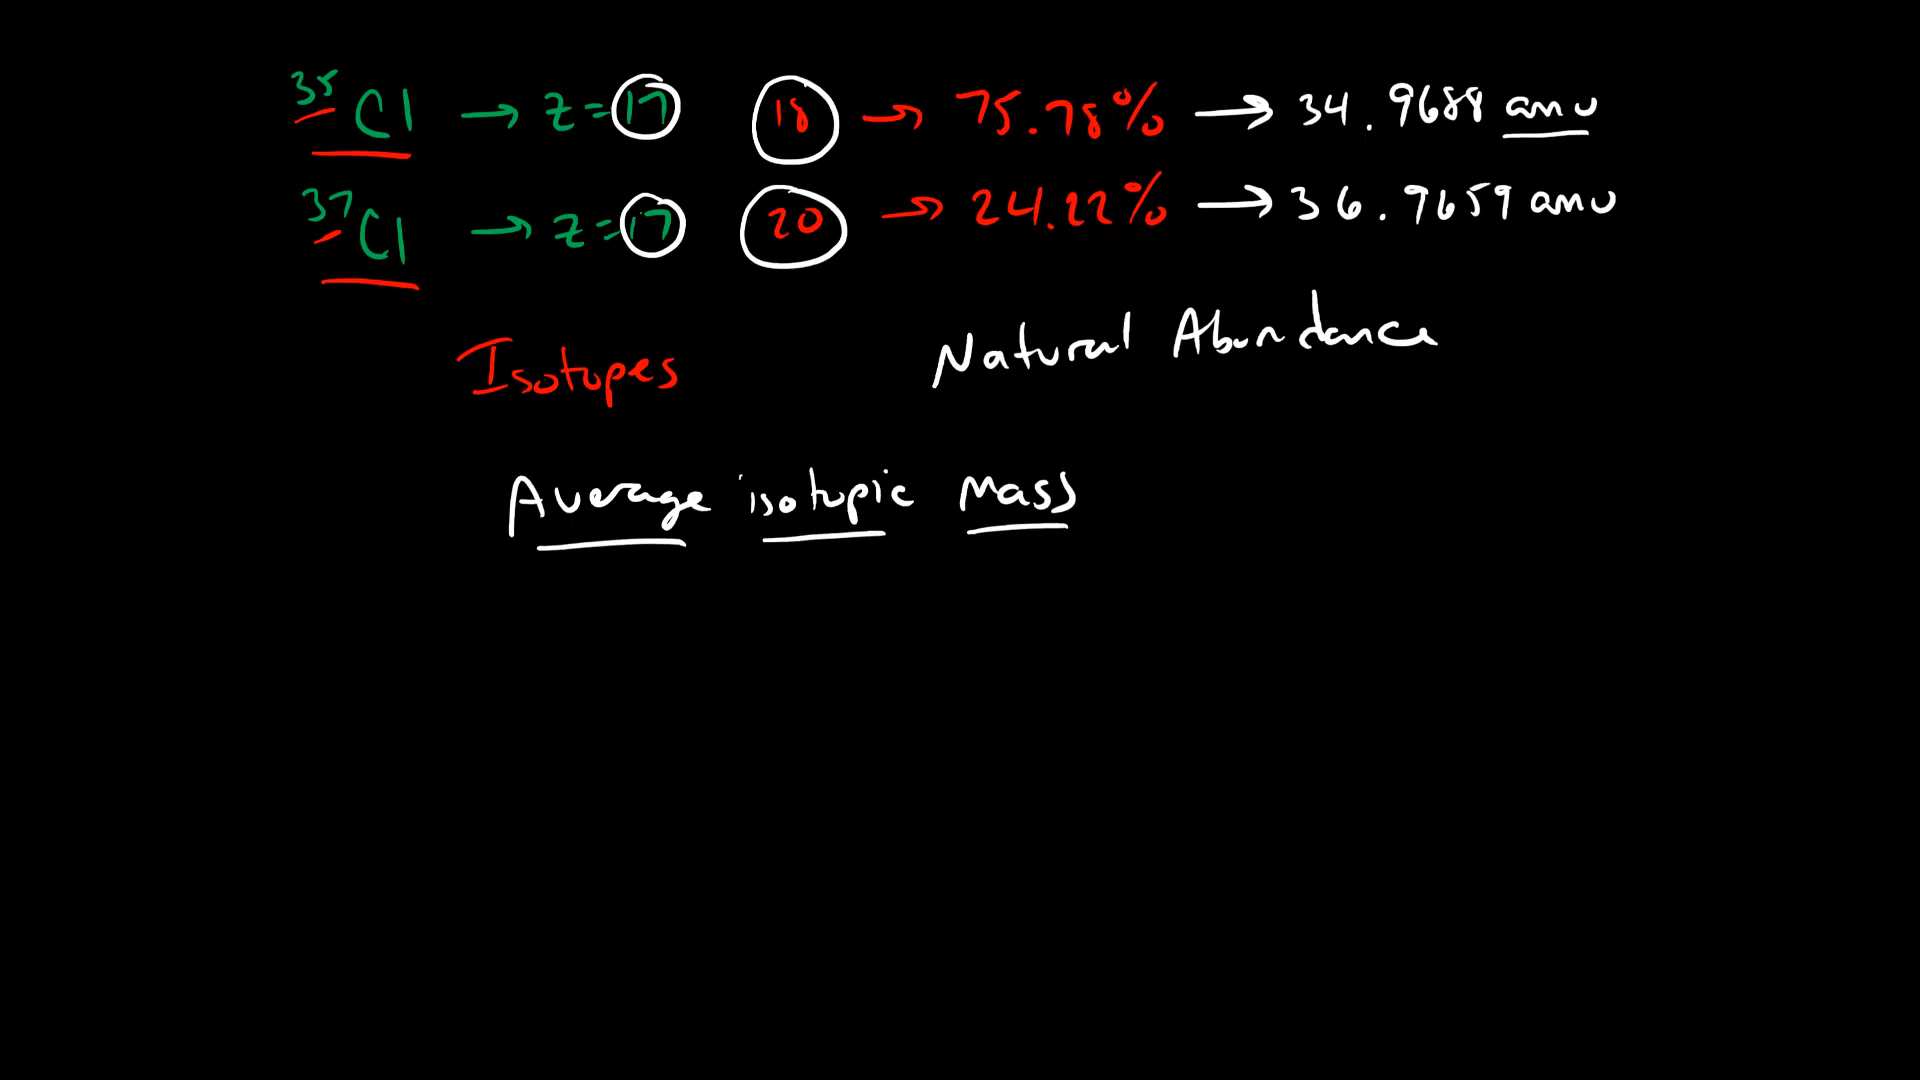 35Cl → z=17 18 → 75.78% → 34.9688 amu
37Cl → z=17 20 → 24.22% → 36.9659 amu
Isotopes Natural Abundance
Average isotopic Mass